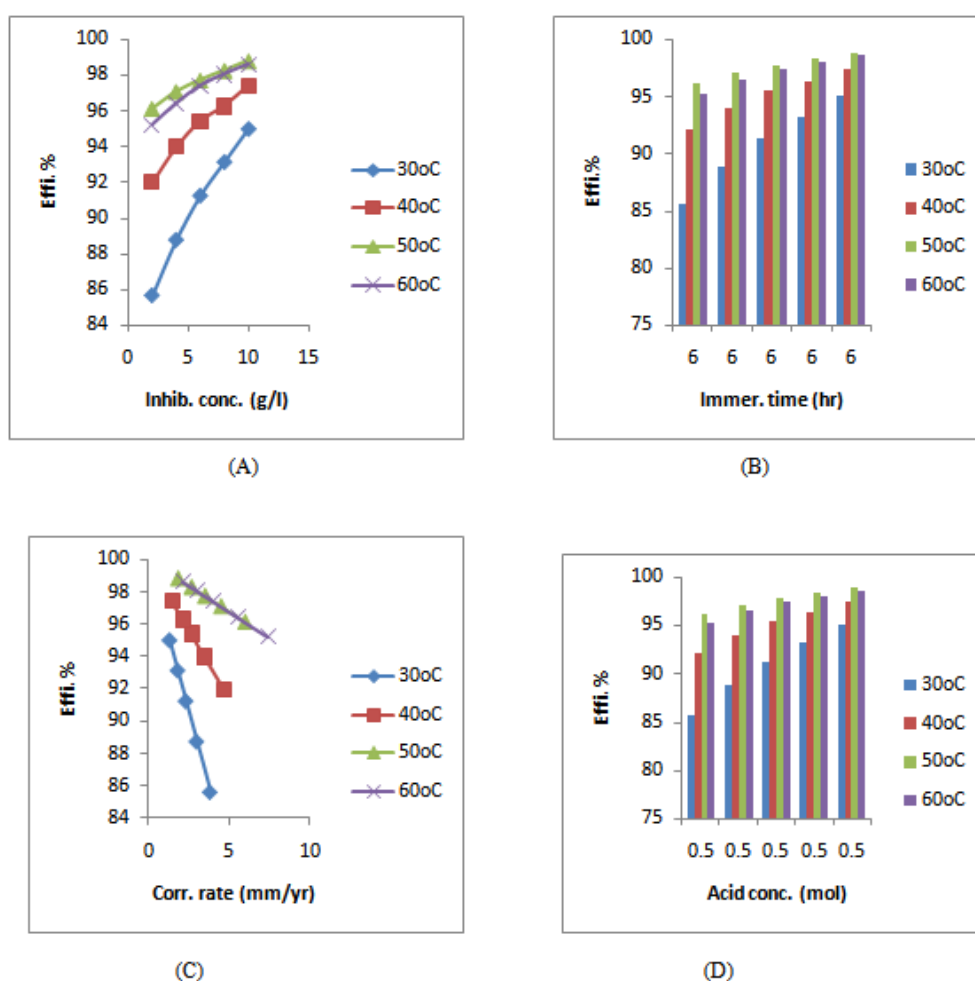 100
98
96
94
92
90
88
86
84
Effi.%
0 5 10 15
Inhib. conc. (g/l)
30oC
40oC
50oC
60oC
(A)
100
95
90
85
80
75
Effi.%
6 6 6 6 6
Immer. time (hr)
30oC
40oC
50oC
60oC
(B)
100
98
96
94
92
90
88
86
84
Effi.%
0 5 10
Corr. rate (mm/yr)
30oC
40oC
50oC
60oC
(C)
100
95
90
85
80
75
Effi.%
0.5 0.5 0.5 0.5 0.5
Acid conc. (mol)
30oC
40oC
50oC
60oC
(D)